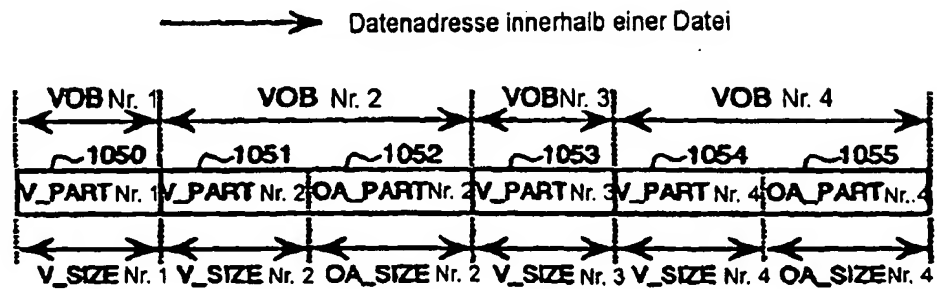 Datenadresse innerhalb einer Datei
VOB Nr. 1 VOB Nr. 2 VOB Nr. 3 VOB Nr. 4
1050 1051 1052 1053 1054 1055
V_PART Nr. 1 V_PART Nr. 2 OA_PART Nr. 2 V_PART Nr. 3 V_PART Nr. 4 OA_PART Nr.. 4
V_SIZE Nr. 1 V_SIZE Nr. 2 OA_SIZE Nr. 2 V_SIZE Nr. 3 V_SIZE Nr. 4 OA_SIZE Nr. 4